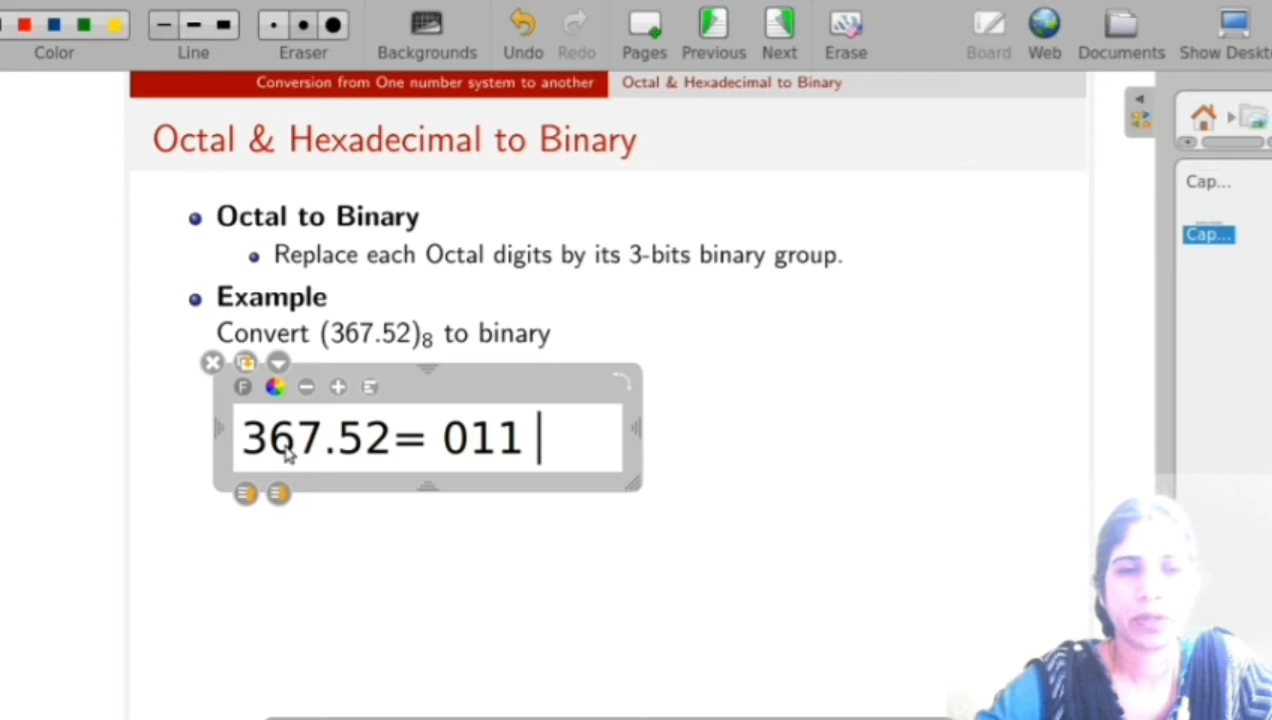 Color
Line
Eraser
Backgrounds
Undo
Redo
Pages
Previous
Next
Erase
Board
Web
Documents
Show Deskt
Conversion from One number system to another
Octal & Hexadecimal to Binary
Octal & Hexadecimal to Binary
Octal to Binary
Replace each Octal digits by its 3-bits binary group.
Example
Convert (367.52)8 to binary
F
367.52= 011
Cap...
Cap...